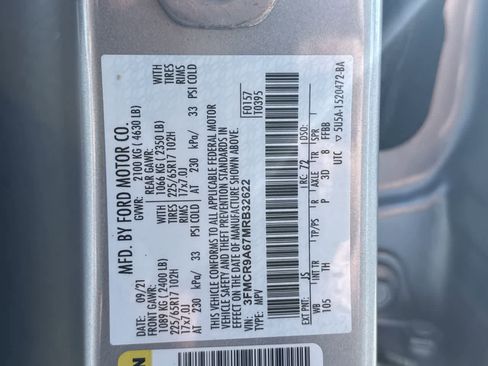 MFD. BY FORD MOTOR CO.
09/21 GVWR: 2100 KG (4630 LB)
FRONT GAWR: REAR GAWR: WITH
1089 KG (2400 LB) 1066 KG (2350 LB) TIRES
225/65R17 102H 225/65R17 102H RIMS
17x7.0J 17x7.0J
AT 230 kPa/ 33 PSI COLD AT 230 kPa/ 33 PSI COLD
THIS VEHICLE CONFORMS TO ALL APPLICABLE FEDERAL MOTOR
VEHICLE SAFETY AND THEFT PREVENTION STANDARDS IN
EFFECT ON THE DATE OF MANUFACTURE SHOWN ABOVE.
VIN: 3FMCR9A67MRB32622
TYPE: MPV
F0157
T0395
EXT PNT: JS RC: 72 DSO:
WB INT TR TP/PS R AXLE TR SPR
105 TH P 3D 8 FFBB
UTC ▽5U5A-1520472-BA
WITH
TIRES
RIMS